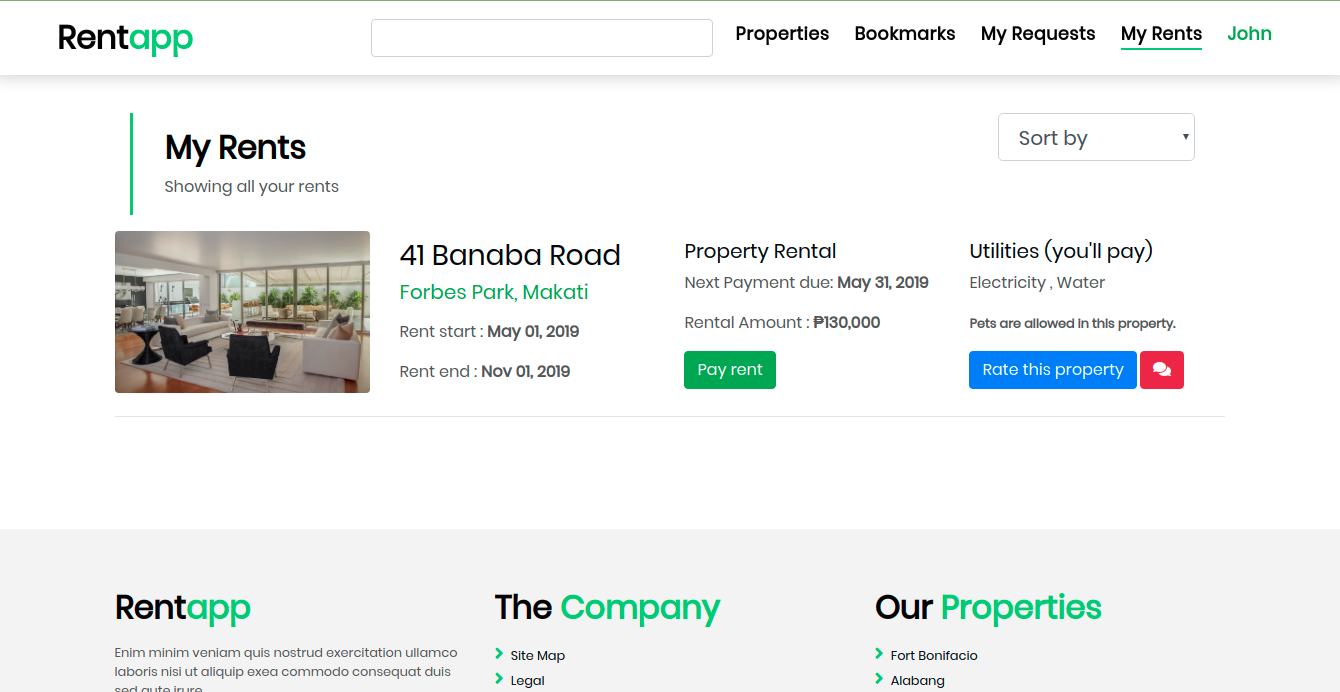 Rentapp
Properties
Bookmarks
My Requests
My Rents
John
My Rents
Showing all your rents
Sort by
41 Banaba Road
Forbes Park, Makati
Rent start : May 01, 2019
Rent end : Nov 01, 2019
Property Rental
Next Payment due: May 31, 2019
Rental Amount : ₱130,000
Pay rent
Utilities (you'll pay)
Electricity , Water
Pets are allowed in this property.
Rate this property
Rentapp
Enim minim veniam quis nostrud exercitation ullamco
laboris nisi ut aliquip exea commodo consequat duis
sed aute irure
The Company
Site Map
Legal
Our Properties
Fort Bonifacio
Alabang